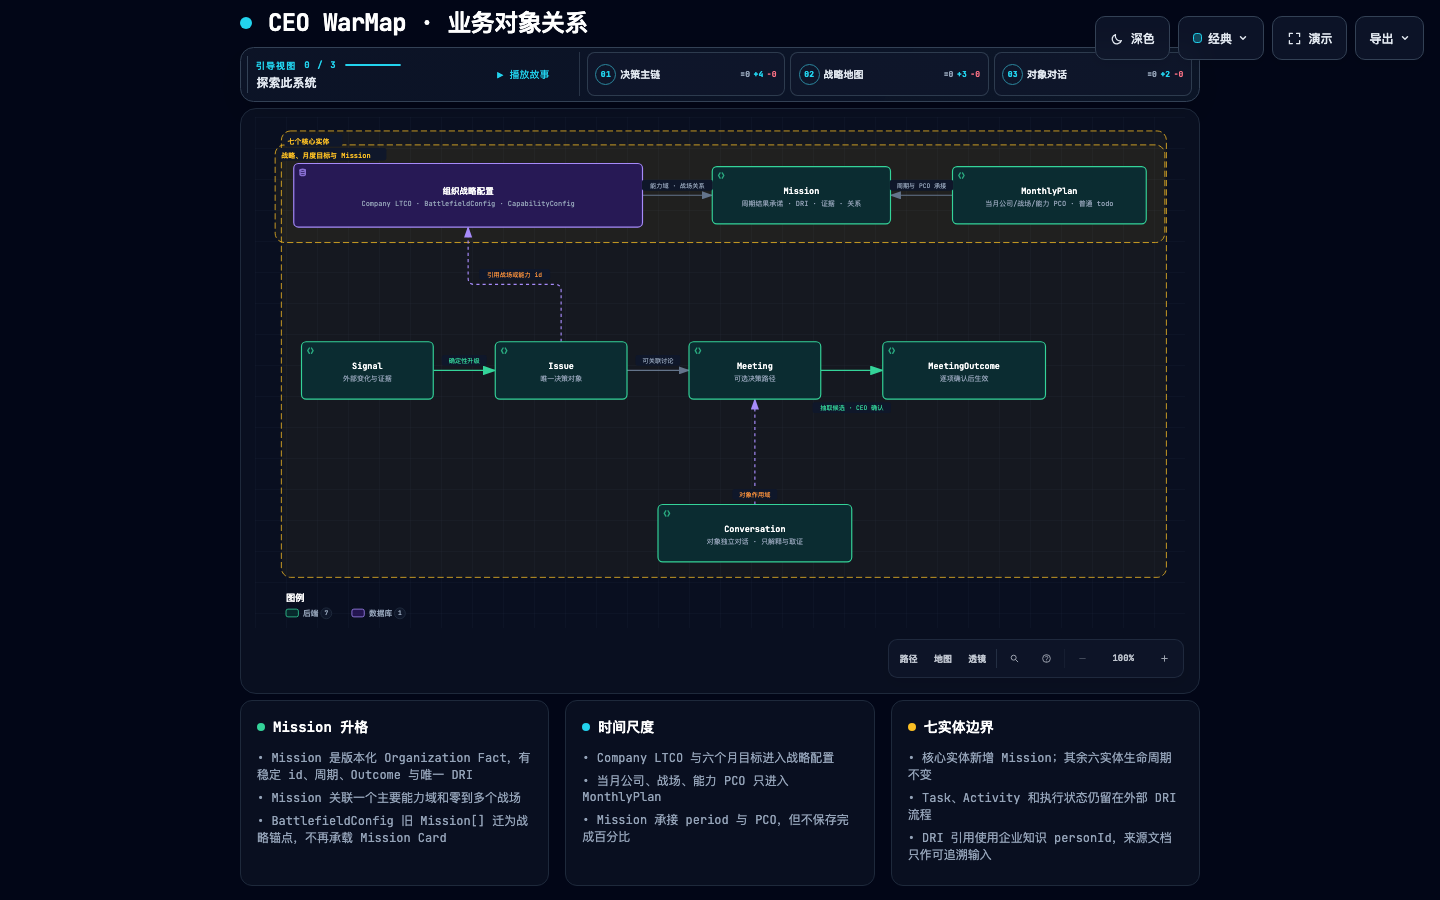 CEO WarMap · 业务对象关系
深色
经典
演示
导出
引导视图 0 / 3
探索此系统
▶ 播放故事
01 决策主链 ≡0 +4 -0
02 战略地图 ≡0 +3 -0
03 对象对话 ≡0 +2 -0
七个核心实体
战略、月度目标与 Mission
组织战略配置
Company LTCO · BattlefieldConfig · CapabilityConfig
能力域 · 战场关系
Mission
周期结果承诺 · DRI · 证据 · 关系
周期与 PCO 承接
MonthlyPlan
当月公司/战场/能力 PCO · 普通 todo
引用战场或能力 id
Signal
外部变化与证据
确定性升级
Issue
唯一决策对象
可关联讨论
Meeting
可选决策路径
抽取候选 · CEO 确认
MeetingOutcome
逐项确认后生效
对象作用域
Conversation
对象独立对话 · 只解释与取证
图例
后端 7
数据库 1
路径 地图 透镜
− 100% +
Mission 升格
• Mission 是版本化 Organization Fact，有
稳定 id、周期、Outcome 与唯一 DRI
• Mission 关联一个主要能力域和零到多个战场
• BattlefieldConfig 旧 Mission[] 迁为战
略锚点，不再承载 Mission Card
时间尺度
• Company LTCO 与六个月目标进入战略配置
• 当月公司、战场、能力 PCO 只进入
MonthlyPlan
• Mission 承接 period 与 PCO，但不保存完
成百分比
七实体边界
• 核心实体新增 Mission；其余六实体生命周期
不变
• Task、Activity 和执行状态仍留在外部 DRI
流程
• DRI 引用使用企业知识 personId，来源文档
只作可追溯输入